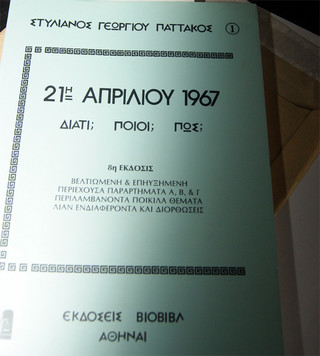 ΣΤΥΛΙΑΝΟΣ ΓΕΩΡΓΙΟΥ ΠΑΤΤΑΚΟΣ 1
21Η ΑΠΡΙΛΙΟΥ 1967
ΔΙΑΤΙ; ΠΟΙΟΙ; ΠΩΣ;
8η ΕΚΔΟΣΙΣ
ΒΕΛΤΙΩΜΕΝΗ & ΕΠΗΥΞΗΜΕΝΗ
ΠΕΡΙΕΧΟΥΣΑ ΠΑΡΑΡΤΗΜΑΤΑ Α, Β, & Γ
ΠΕΡΙΛΑΜΒΑΝΟΝΤΑ ΠΟΙΚΙΛΑ ΘΕΜΑΤΑ
ΛΙΑΝ ΕΝΔΙΑΦΕΡΟΝΤΑ ΚΑΙ ΔΙΟΡΘΩΣΕΙΣ
ΕΚΔΟΣΕΙΣ ΒΙΟΒΙΒΛ
ΑΘΗΝΑΙ